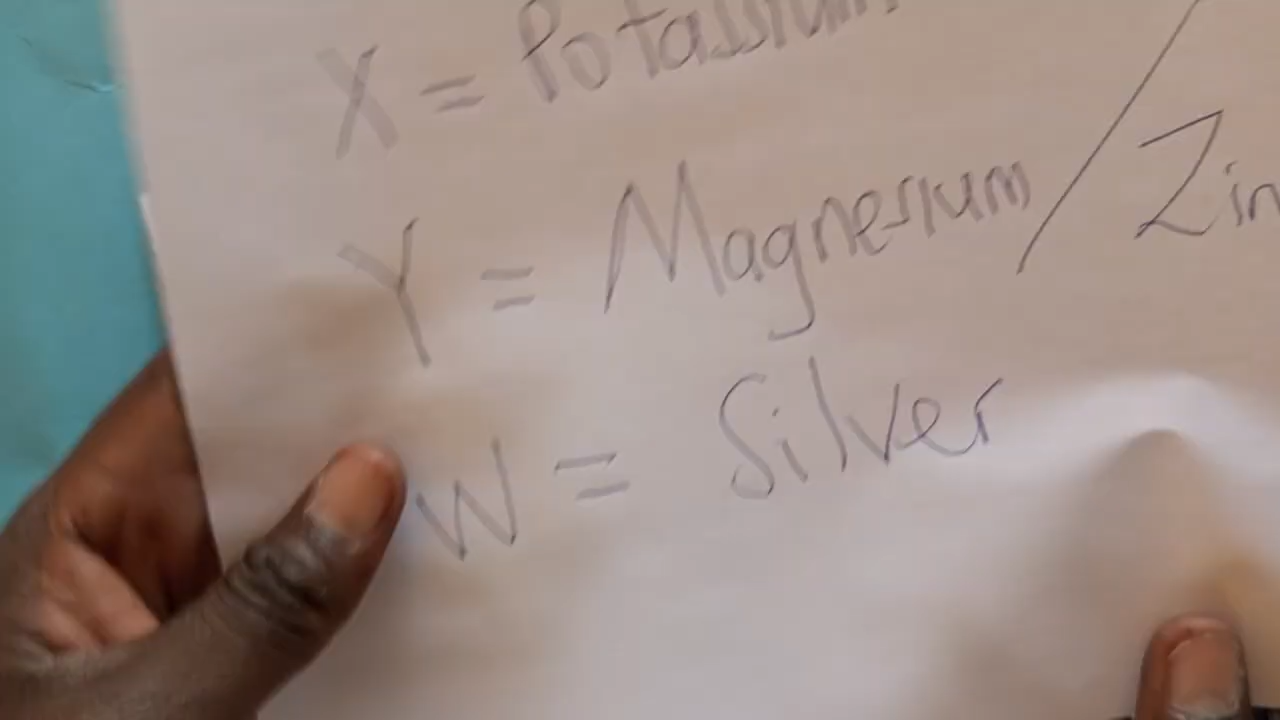 X = Potassium
Y = Magnesium / Zin
W = Silver